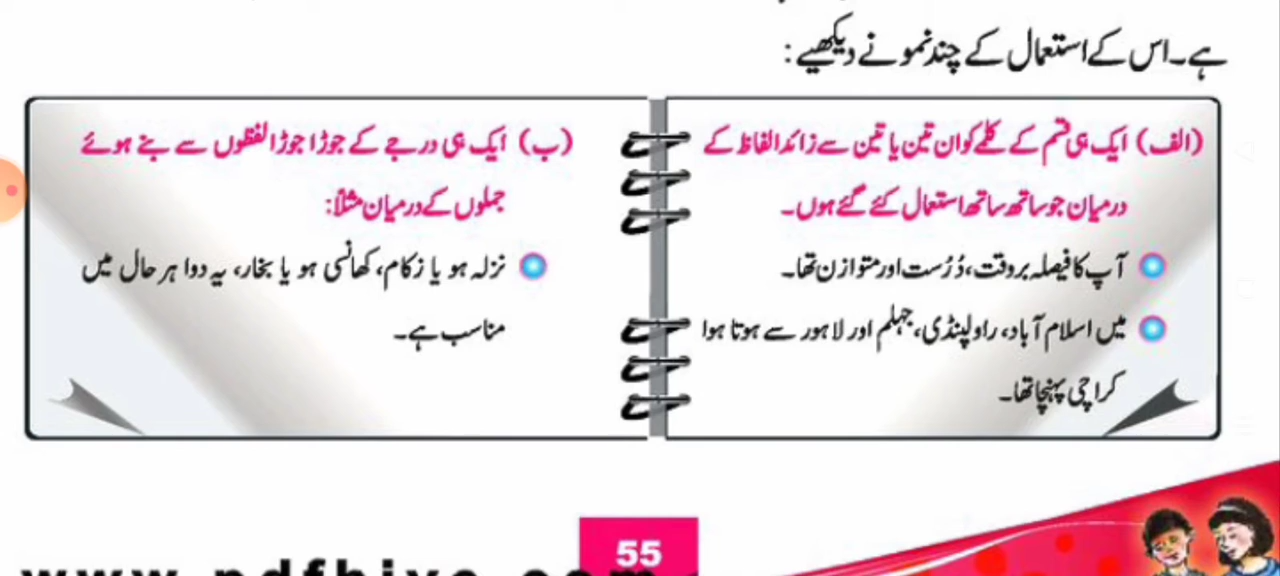 ہے۔اس کے استعمال کے چند نمونے دیکھیے:
(الف) ایک ہی قسم کے کلمے کو ان تین یا تین سے زائد الفاظ کے
درمیان جو ساتھ ساتھ استعمال کئے گئے ہوں۔
آپ کا فیصلہ بروقت، دُرُست اور متوازن تھا۔
میں اسلام آباد، راولپنڈی، جہلم اور لاہور سے ہوتا ہوا
کراچی پہنچا تھا۔
(ب) ایک ہی درجے کے جوڑا جوڑا لفظوں سے بنے ہوئے
جملوں کے درمیان مثلاً:
نزلہ ہو یا زکام، کھانسی ہو یا بخار، یہ دوا ہر حال میں
مناسب ہے۔
55